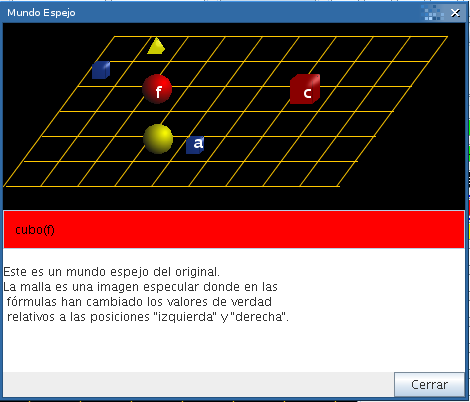 Mundo Espejo
f
c
a
cubo(f)
Este es un mundo espejo del original.
La malla es una imagen especular donde en las
fórmulas han cambiado los valores de verdad
relativos a las posiciones "izquierda" y "derecha".
Cerrar